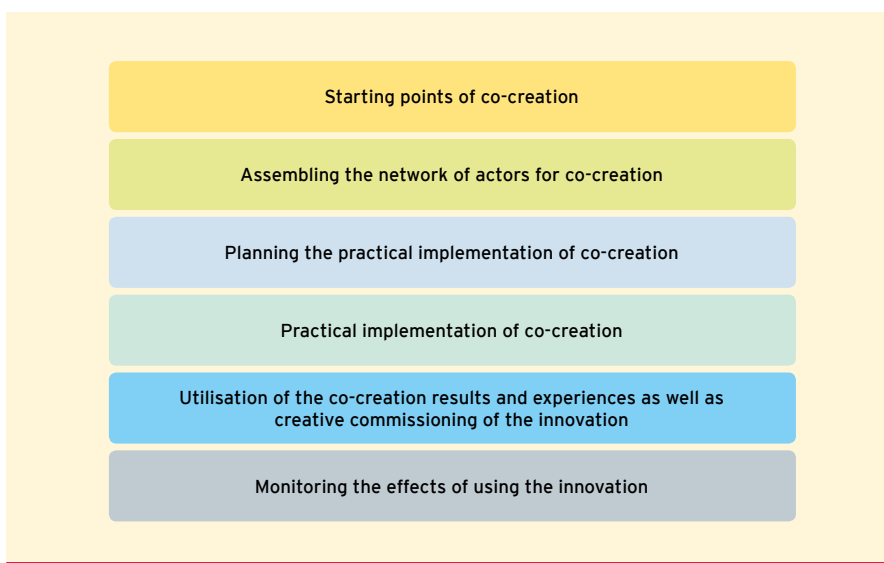 Starting points of co-creation
Assembling the network of actors for co-creation
Planning the practical implementation of co-creation
Practical implementation of co-creation
Utilisation of the co-creation results and experiences as well as
creative commissioning of the innovation
Monitoring the effects of using the innovation